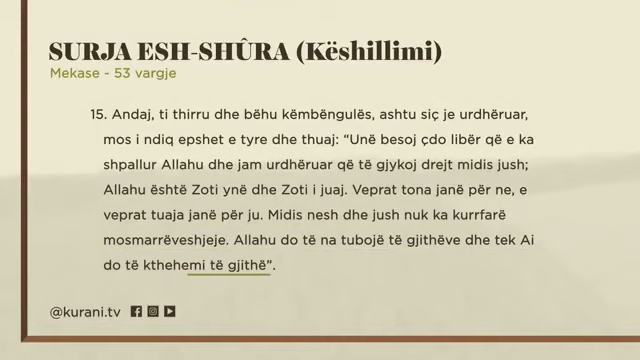 SURJA ESH-SHÛRA (Këshillimi)
Mekase - 53 vargje
15. Andaj, ti thirru dhe bëhu këmbëngulës, ashtu siç je urdhëruar,
mos i ndiq epshet e tyre dhe thuaj: “Unë besoj çdo libër që e ka
shpallur Allahu dhe jam urdhëruar që të gjykoj drejt midis jush;
Allahu është Zoti ynë dhe Zoti i juaj. Veprat tona janë për ne, e
veprat tuaja janë për ju. Midis nesh dhe jush nuk ka kurrfarë
mosmarrëveshjeje. Allahu do të na tubojë të gjithëve dhe tek Ai
do të kthehemi të gjithë”.
@kurani.tv